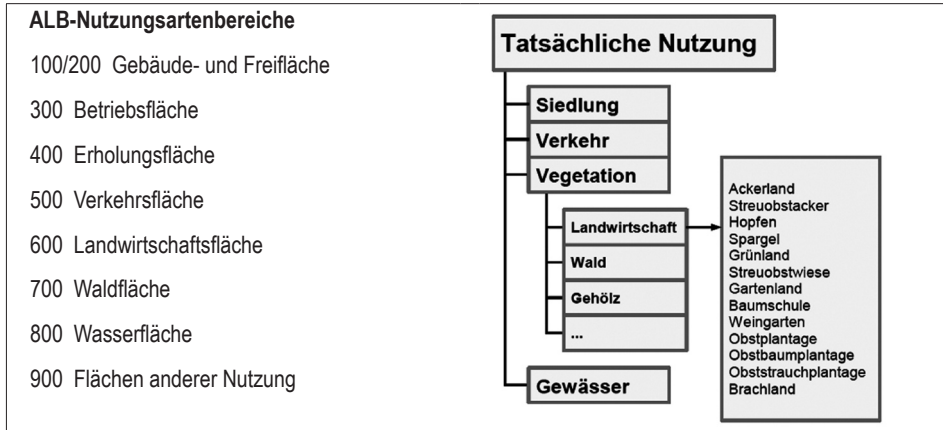 ALB-Nutzungsartenbereiche
100/200 Gebäude- und Freifläche
300 Betriebsfläche
400 Erholungsfläche
500 Verkehrsfläche
600 Landwirtschaftsfläche
700 Waldfläche
800 Wasserfläche
900 Flächen anderer Nutzung
Tatsächliche Nutzung
Siedlung
Verkehr
Vegetation
Landwirtschaft
Wald
Gehölz
...
Gewässer
Ackerland
Streuobstacker
Hopfen
Spargel
Grünland
Streuobstwiese
Gartenland
Baumschule
Weingarten
Obstplantage
Obstbaumplantage
Obststrauchplantage
Brachland